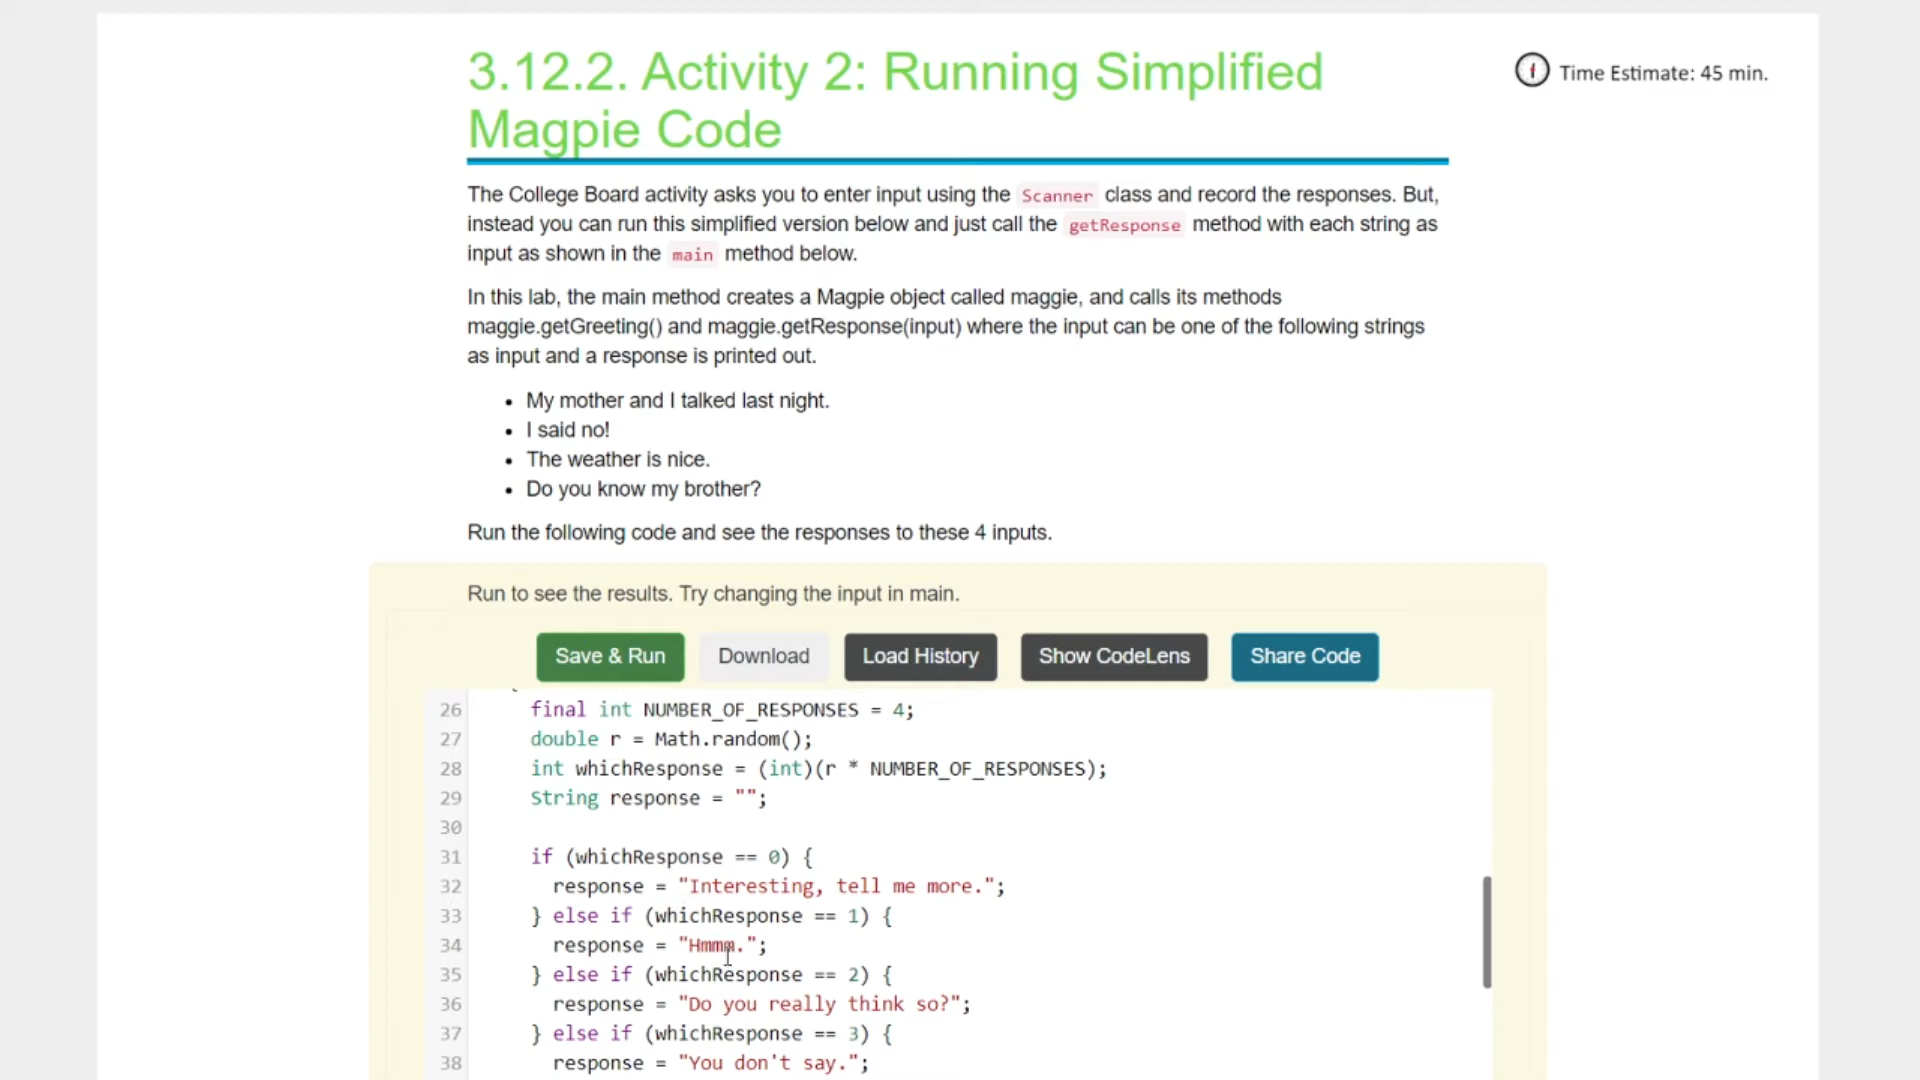 3.12.2. Activity 2: Running Simplified
Magpie Code
Time Estimate: 45 min.
The College Board activity asks you to enter input using the Scanner class and record the responses. But,
instead you can run this simplified version below and just call the getResponse method with each string as
input as shown in the main method below.
In this lab, the main method creates a Magpie object called maggie, and calls its methods
maggie.getGreeting() and maggie.getResponse(input) where the input can be one of the following strings
as input and a response is printed out.
• My mother and I talked last night.
• I said no!
• The weather is nice.
• Do you know my brother?
Run the following code and see the responses to these 4 inputs.
Run to see the results. Try changing the input in main.
Save & Run Download Load History Show CodeLens Share Code
26 final int NUMBER_OF_RESPONSES = 4;
27 double r = Math.random();
28 int whichResponse = (int)(r * NUMBER_OF_RESPONSES);
29 String response = "";
30
31 if (whichResponse == 0) {
32 response = "Interesting, tell me more.";
33 } else if (whichResponse == 1) {
34 response = "Hmmm.";
35 } else if (whichResponse == 2) {
36 response = "Do you really think so?";
37 } else if (whichResponse == 3) {
38 response = "You don't say.";